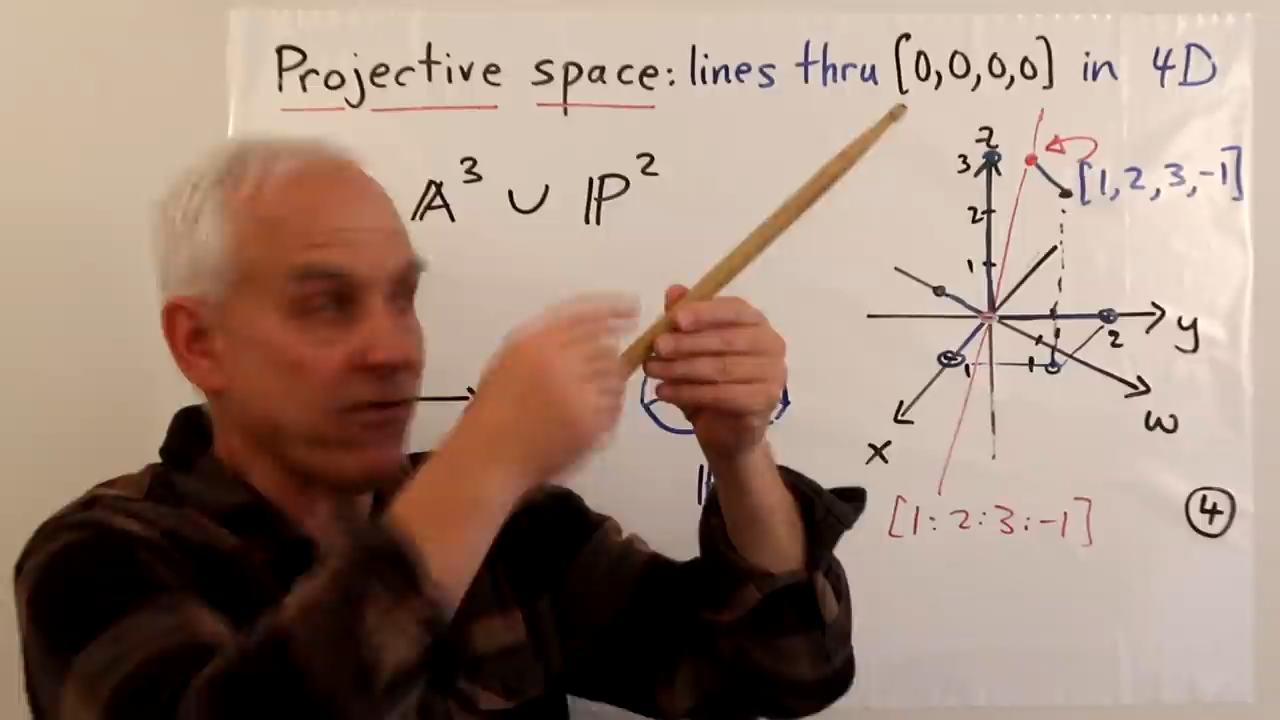 Projective space: lines thru [0,0,0,0] in 4D
𝔸³ ∪ ℙ²
z
3
[1,2,3,-1]
2
1
y
2
1
1
w
x
[1:2:3:-1]
4